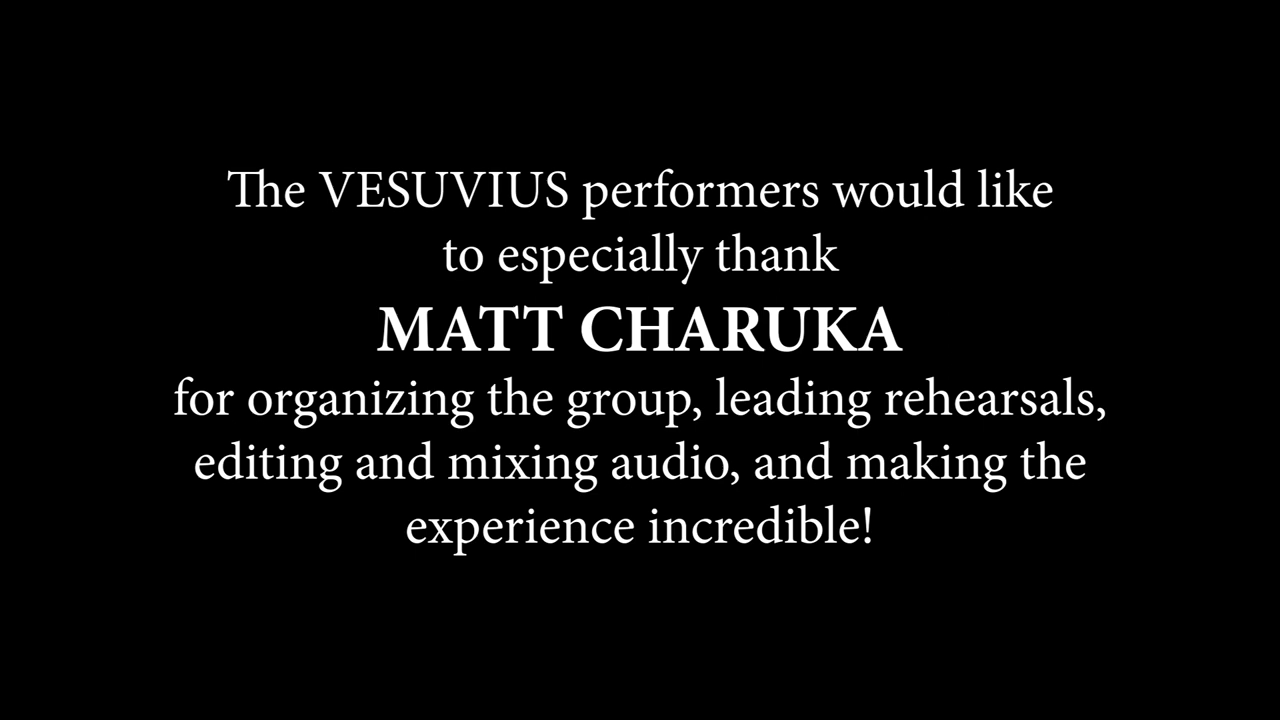 The VESUVIUS performers would like
to especially thank
MATT CHARUKA
for organizing the group, leading rehearsals,
editing and mixing audio, and making the
experience incredible!